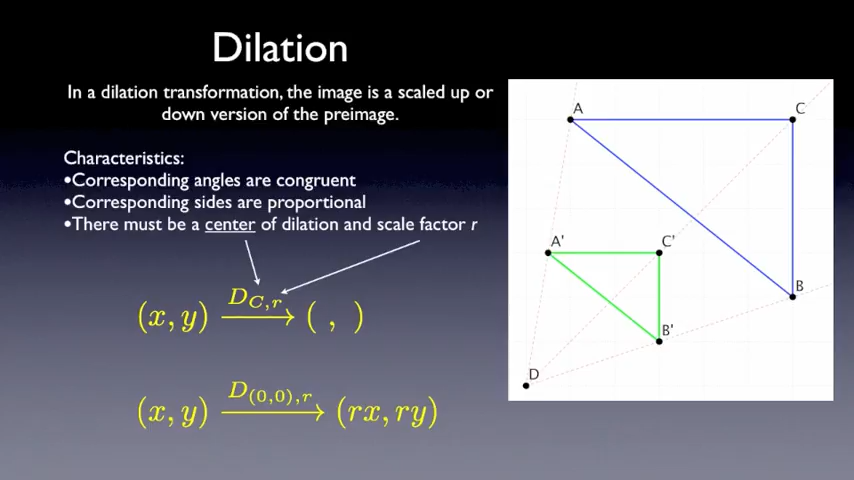 Dilation
In a dilation transformation, the image is a scaled up or
down version of the preimage.
Characteristics:
•Corresponding angles are congruent
•Corresponding sides are proportional
•There must be a center of dilation and scale factor r
(x, y) D_{C,r} ⟶ ( , )
(x, y) D_{(0,0),r} ⟶ (rx, ry)
A
C
A'
C'
B
B'
D